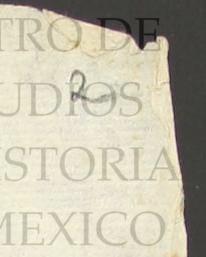 TRO DE
2
UDIOS
ISTORIA
MEXICO